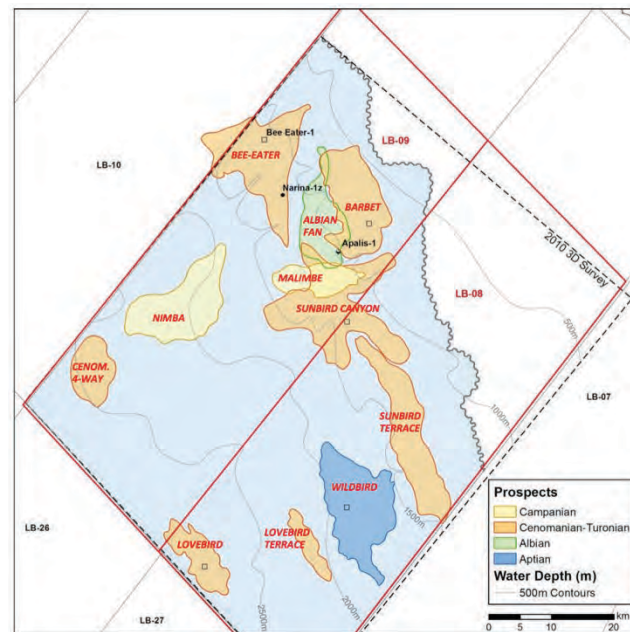 Bee Eater-1
BEE-EATER
LB-09
LB-10
Narina-1z
BARBET
ALBIAN
FAN
Apalis-1
2010 3D Survey
MALIMBE
LB-08
SUNBIRD CANYON
NIMBA
500m
CENOM.
4-WAY
LB-07
1000m
SUNBIRD
TERRACE
WILDBIRD
1500m
LB-26
LOVEBIRD
LOVEBIRD
TERRACE
2000m
2500m
LB-27
Prospects
Campanian
Cenomanian-Turonian
Albian
Aptian
Water Depth (m)
500m Contours
km
0 5 10 20